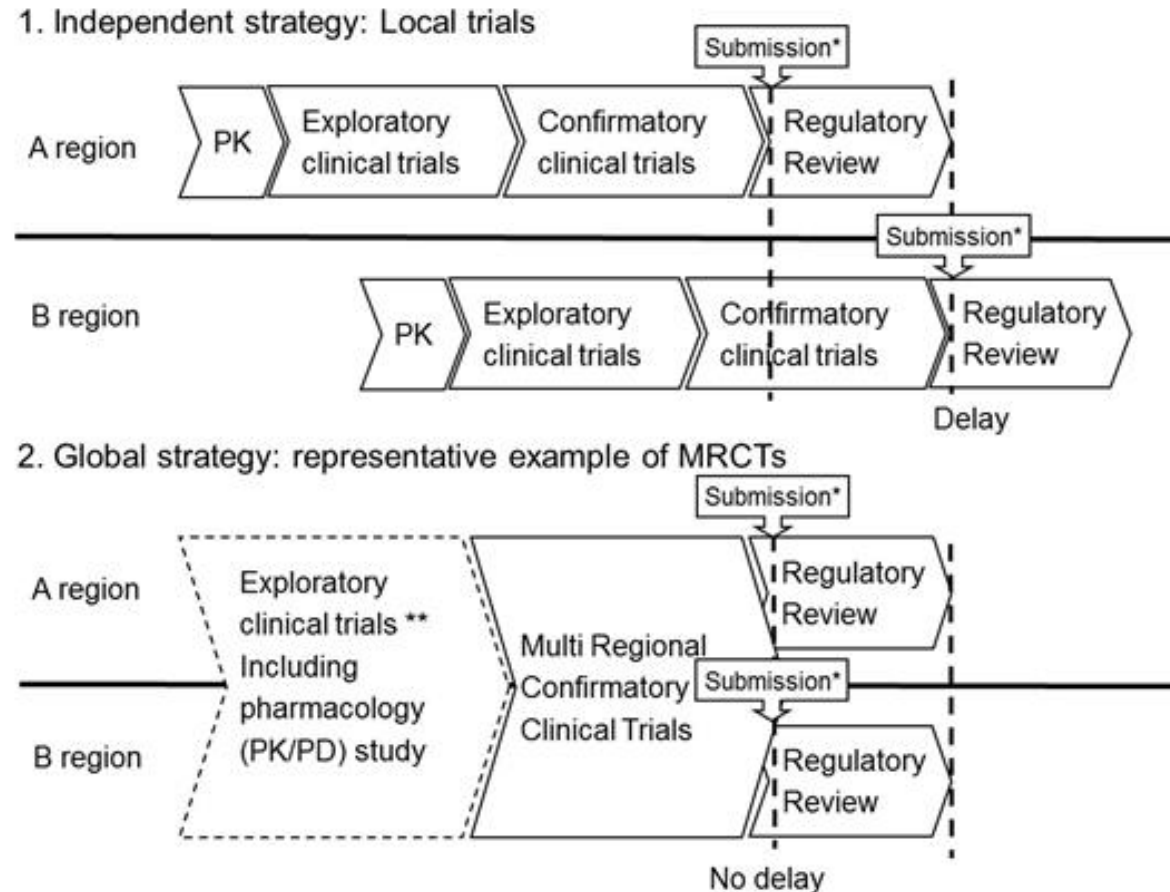 1. Independent strategy: Local trials
Submission*
A region
PK
Exploratory
clinical trials
Confirmatory
clinical trials
Regulatory
Review
Submission*
B region
PK
Exploratory
clinical trials
Confirmatory
clinical trials
Regulatory
Review
Delay
2. Global strategy: representative example of MRCTs
Submission*
A region
Exploratory
clinical trials **
Including
pharmacology
(PK/PD) study
Multi Regional
Confirmatory
Clinical Trials
Regulatory
Review
Submission*
B region
Regulatory
Review
No delay